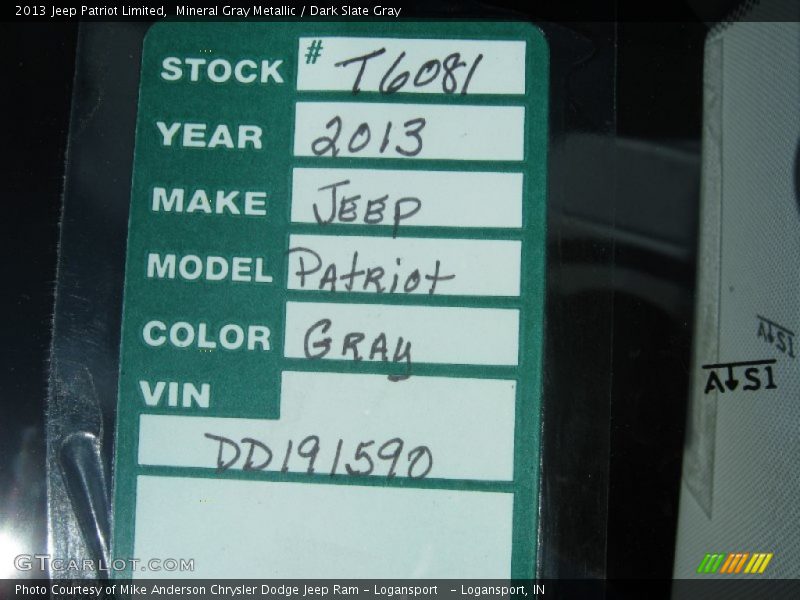 2013 Jeep Patriot Limited, Mineral Gray Metallic / Dark Slate Gray
STOCK # T6081
YEAR 2013
MAKE JEEP
MODEL PatRiot
COLOR GRAy
VIN
DD191590
AS1
A↓S1
GTCARLOT.COM
Photo Courtesy of Mike Anderson Chrysler Dodge Jeep Ram - Logansport - Logansport, IN